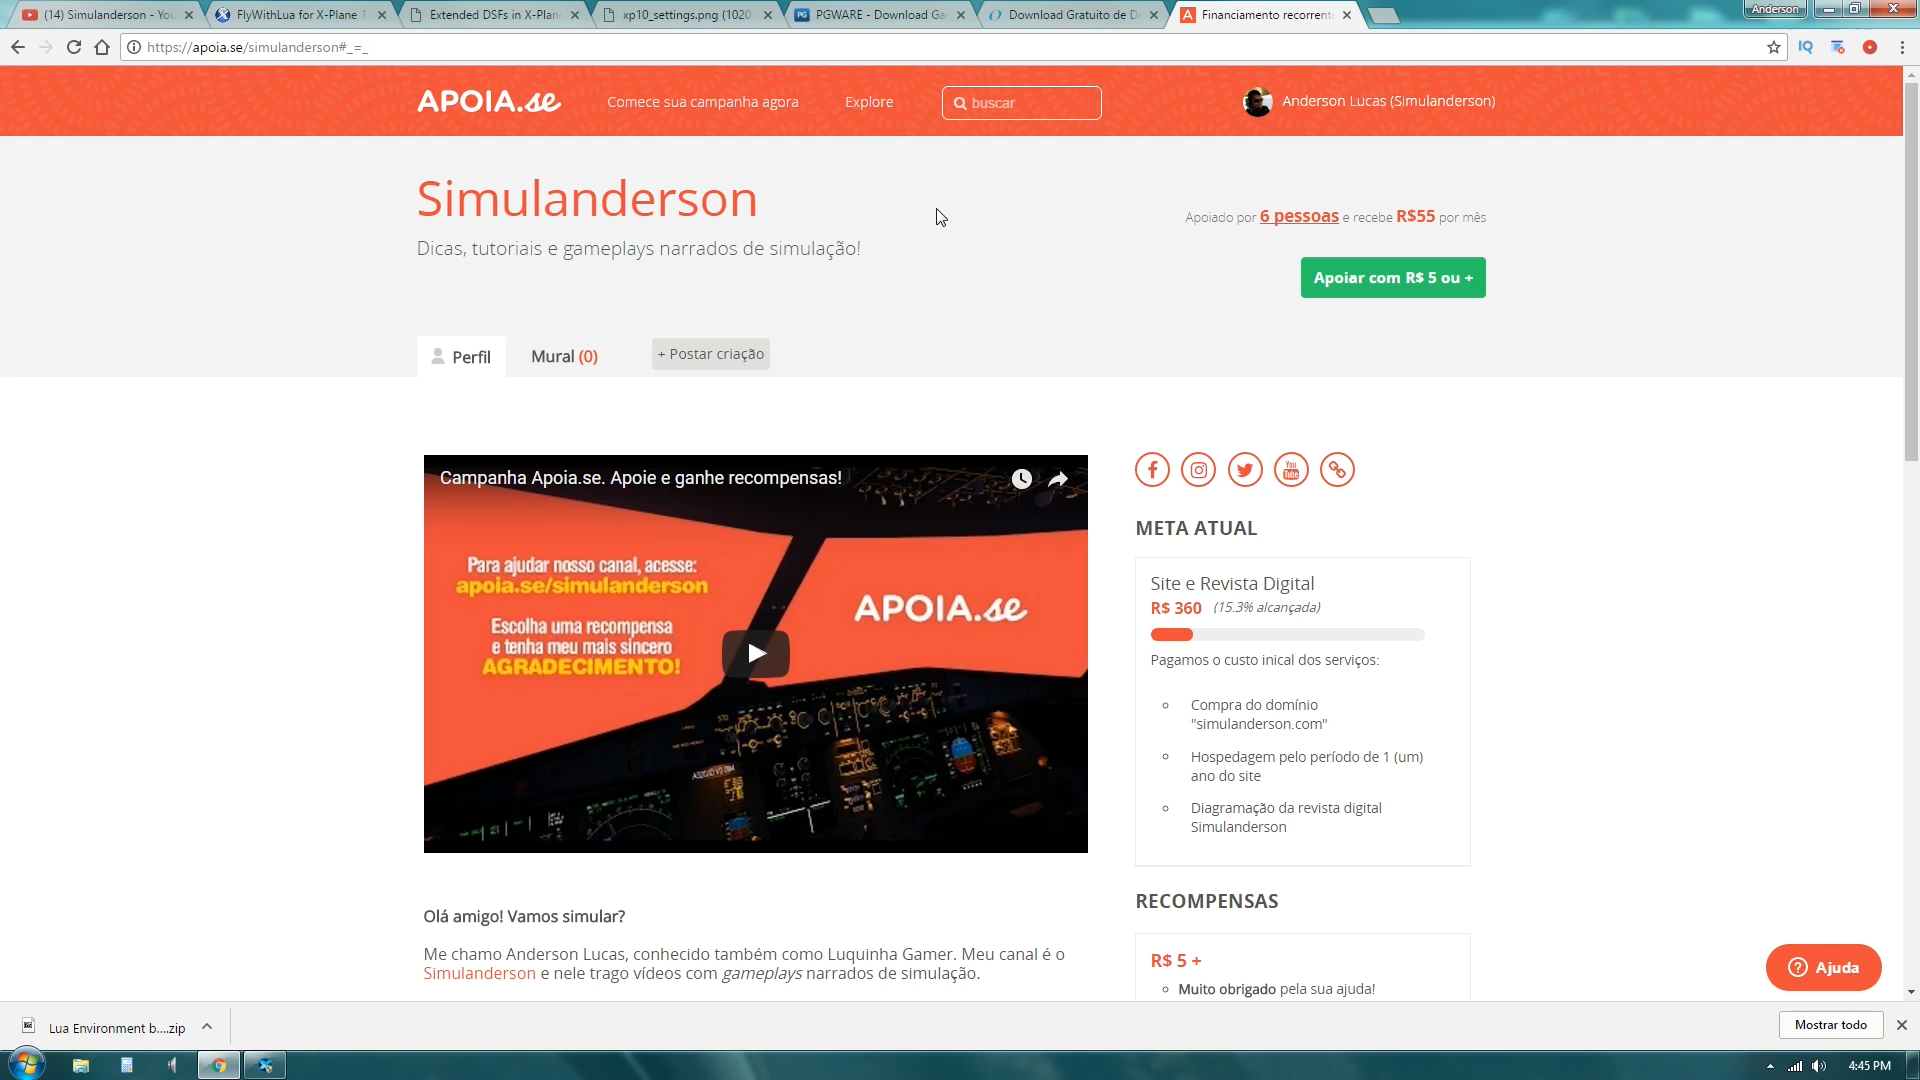 (14) Simulanderson - You
FlyWithLua for X-Plane 1
Extended DSFs in X-Plan
xp10_settings.png (1020
PGWARE - Download Ga
Download Gratuito de D
Financiamento recorrent
Anderson
https://apoia.se/simulanderson#_=_
IQ
APOIA.se
Comece sua campanha agora
Explore
buscar
Anderson Lucas (Simulanderson)
Simulanderson
Dicas, tutoriais e gameplays narrados de simulação!
Apoiado por 6 pessoas e recebe R$55 por mês
Apoiar com R$ 5 ou +
Perfil
Mural (0)
+ Postar criação
Campanha Apoia.se. Apoie e ganhe recompensas!
Para ajudar nosso canal, acesse:
apoia.se/simulanderson
Escolha uma recompensa
e tenha meu mais sincero
AGRADECIMENTO!
APOIA.se
You
Tube
META ATUAL
Site e Revista Digital
R$ 360 (15.3% alcançada)
Pagamos o custo inical dos serviços:
Compra do domínio
"simulanderson.com"
Hospedagem pelo período de 1 (um)
ano do site
Diagramação da revista digital
Simulanderson
RECOMPENSAS
R$ 5 +
Muito obrigado pela sua ajuda!
Olá amigo! Vamos simular?
Me chamo Anderson Lucas, conhecido também como Luquinha Gamer. Meu canal é o
Simulanderson e nele trago vídeos com gameplays narrados de simulação.
Ajuda
Lua Environment b....zip
Mostrar todo
4:45 PM